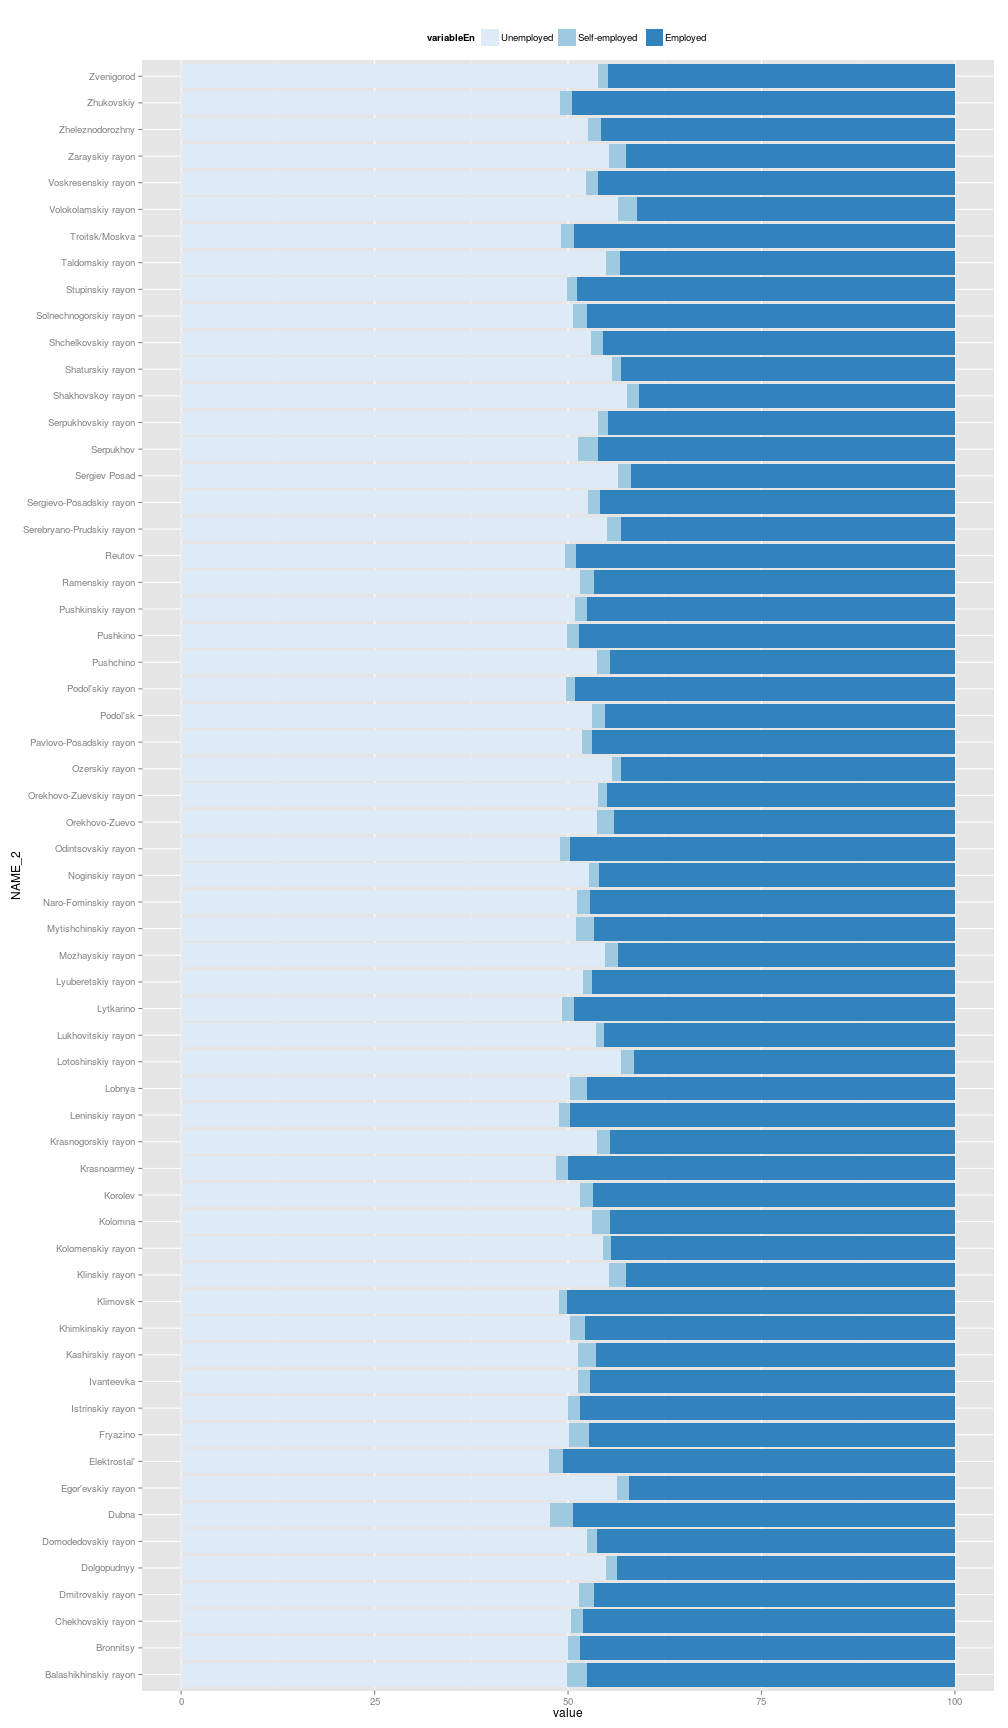 variableEn Unemployed Self-employed Employed
Zvenigorod
Zhukovskiy
Zheleznodorozhny
Zarayskiy rayon
Voskresenskiy rayon
Volokolamskiy rayon
Troitsk/Moskva
Taldomskiy rayon
Stupinskiy rayon
Solnechnogorskiy rayon
Shchelkovskiy rayon
Shaturskiy rayon
Shakhovskoy rayon
Serpukhovskiy rayon
Serpukhov
Sergiev Posad
Sergievo-Posadskiy rayon
Serebryano-Prudskiy rayon
Reutov
Ramenskiy rayon
Pushkinskiy rayon
Pushkino
Pushchino
Podol'skiy rayon
Podol'sk
Pavlovo-Posadskiy rayon
Ozerskiy rayon
Orekhovo-Zuevskiy rayon
Orekhovo-Zuevo
Odintsovskiy rayon
Noginskiy rayon
Naro-Fominskiy rayon
Mytishchinskiy rayon
Mozhayskiy rayon
Lyuberetskiy rayon
Lytkarino
Lukhovitskiy rayon
Lotoshinskiy rayon
Lobnya
Leninskiy rayon
Krasnogorskiy rayon
Krasnoarmey
Korolev
Kolomna
Kolomenskiy rayon
Klinskiy rayon
Klimovsk
Khimkinskiy rayon
Kashirskiy rayon
Ivanteevka
Istrinskiy rayon
Fryazino
Elektrostal'
Egor'evskiy rayon
Dubna
Domodedovskiy rayon
Dolgopudnyy
Dmitrovskiy rayon
Chekhovskiy rayon
Bronnitsy
Balashikhinskiy rayon
NAME_2
0 25 50 75 100
value